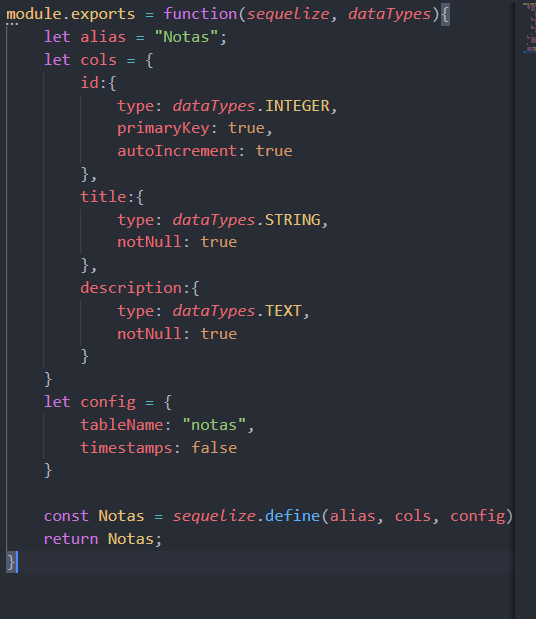 module.exports = function(sequelize, dataTypes){
    let alias = "Notas";
    let cols = {
        id:{
            type: dataTypes.INTEGER,
            primaryKey: true,
            autoIncrement: true
        },
        title:{
            type: dataTypes.STRING,
            notNull: true
        },
        description:{
            type: dataTypes.TEXT,
            notNull: true
        }
    }
    let config = {
        tableName: "notas",
        timestamps: false
    }

    const Notas = sequelize.define(alias, cols, config)
    return Notas;
}